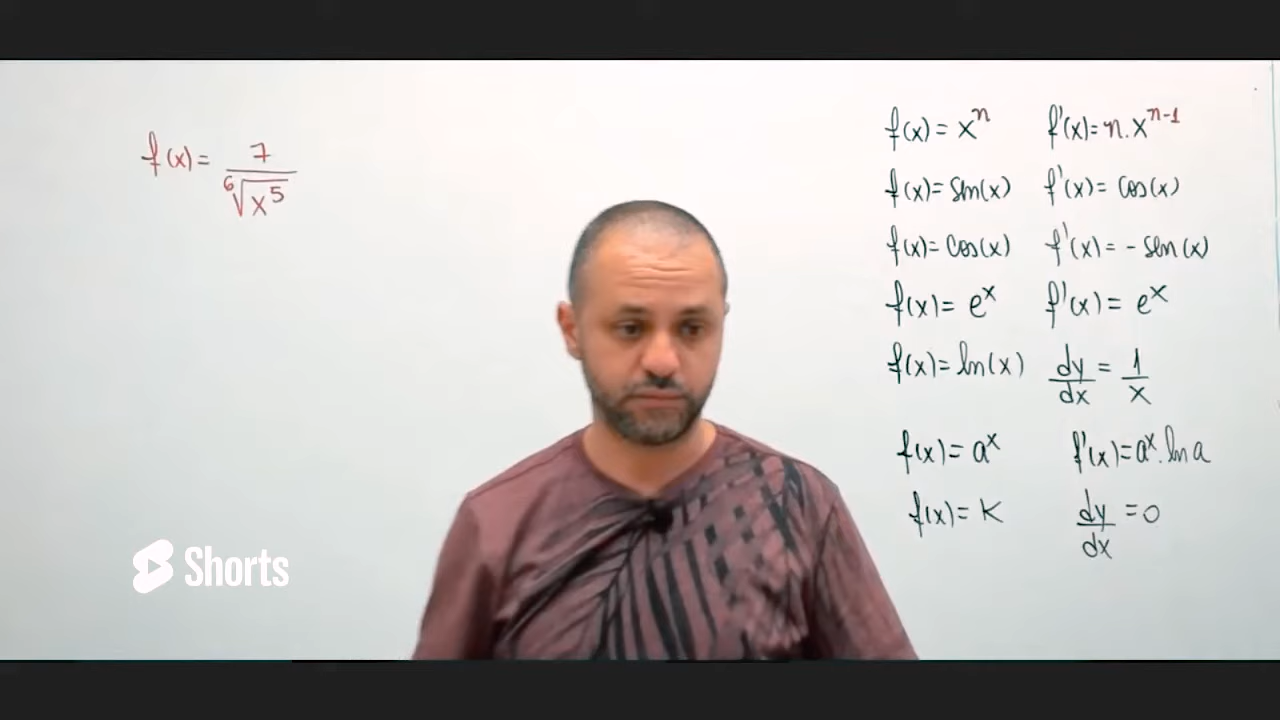 f(x) = 7 / ⁶√x⁵
f(x) = xⁿ f'(x) = n.xⁿ⁻¹
f(x) = sen(x) f'(x) = cos(x)
f(x) = cos(x) f'(x) = - sen(x)
f(x) = eˣ f'(x) = eˣ
f(x) = ln(x) dy/dx = 1/x
f(x) = aˣ f'(x) = aˣ.ln a
f(x) = K dy/dx = 0
Shorts